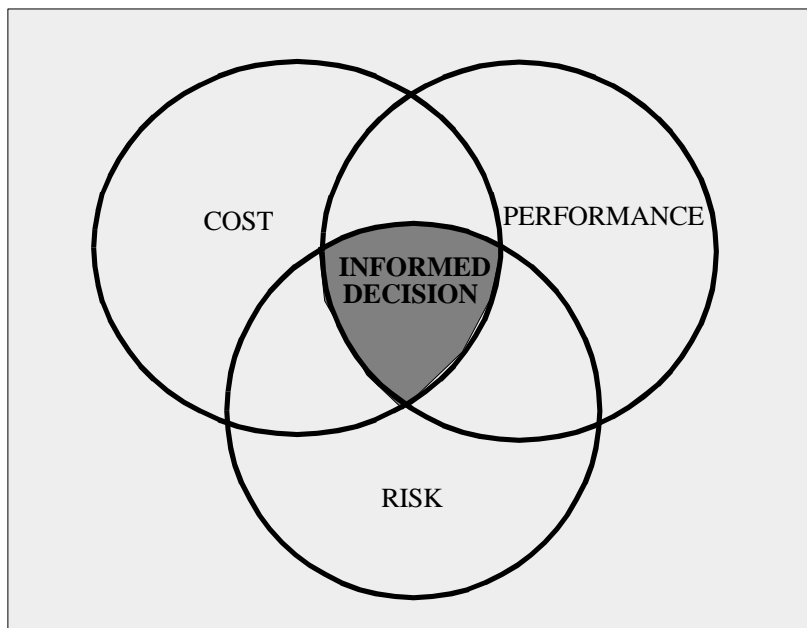 COST
PERFORMANCE
INFORMED
DECISION
RISK